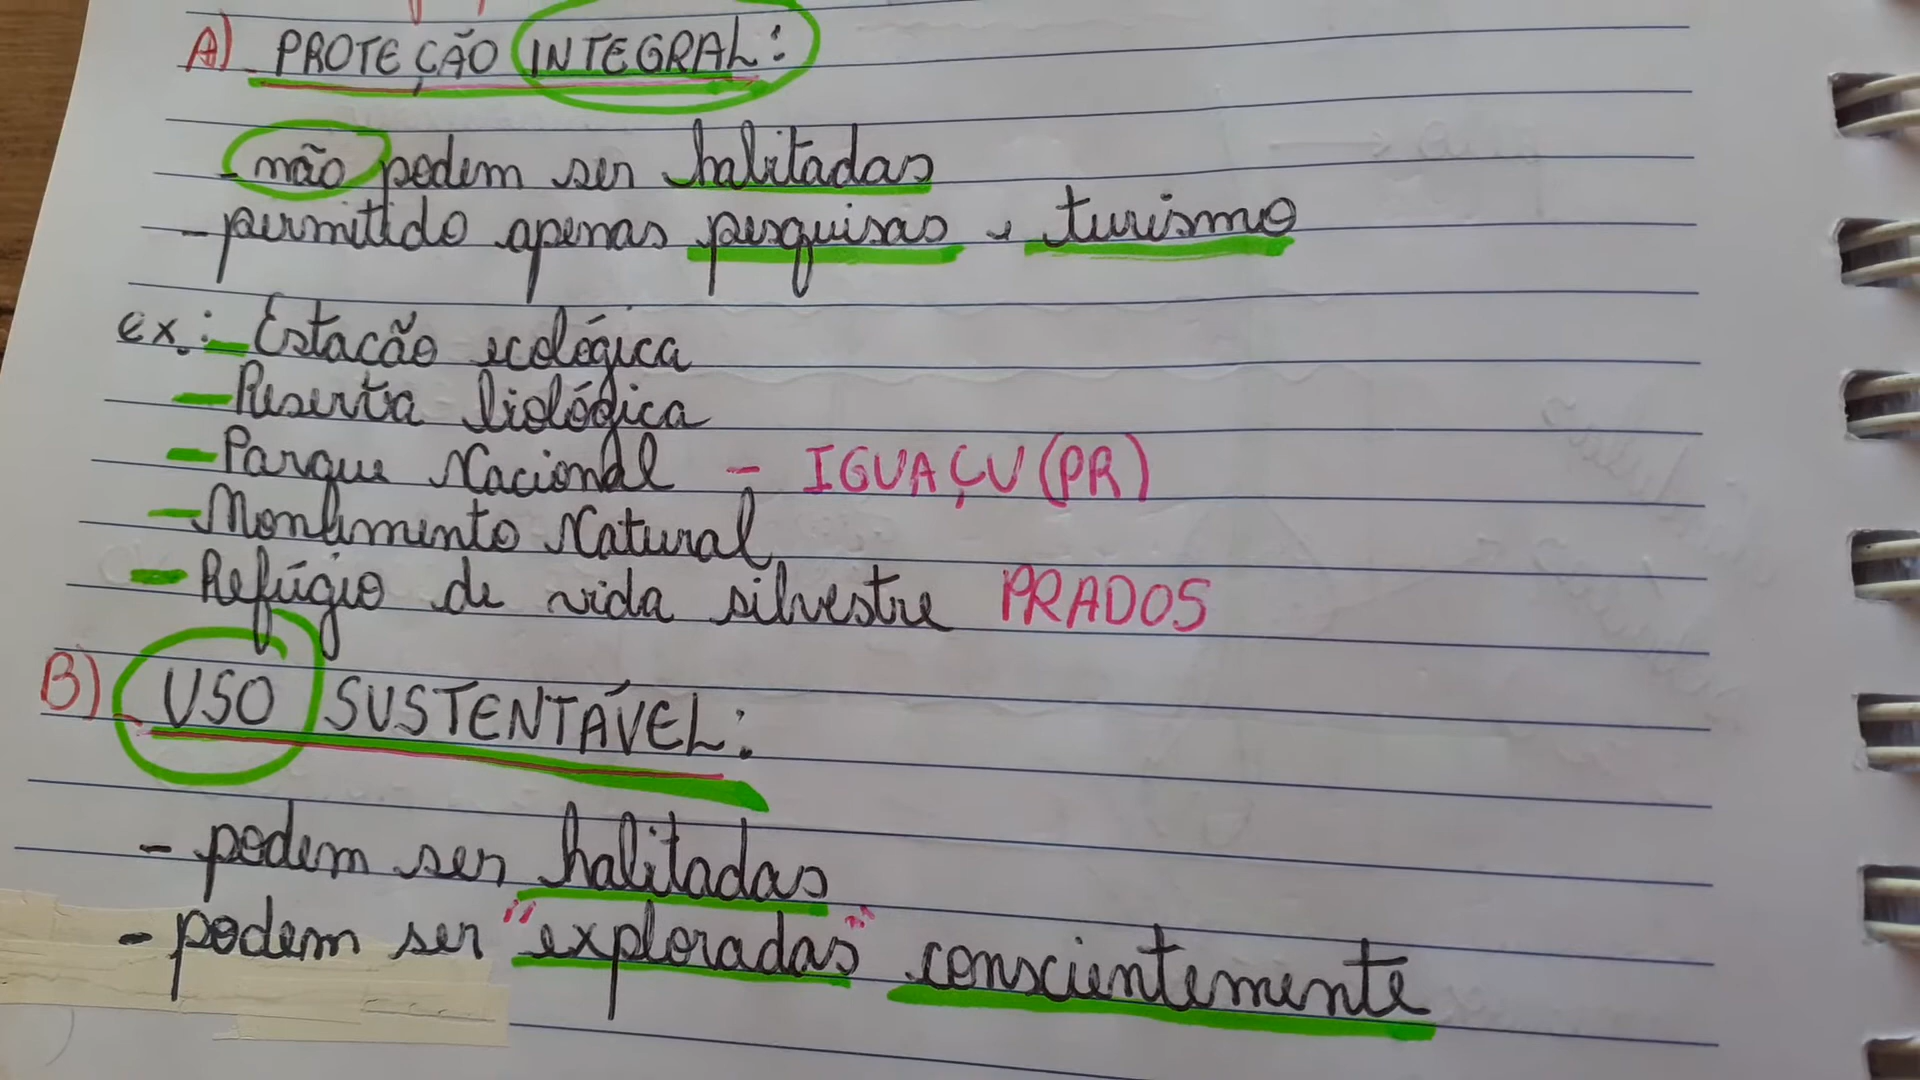 A) PROTEÇÃO INTEGRAL:
- não podem ser habitadas
- permitido apenas pesquisas e turismo
ex.: - Estação ecológica
- Reserva biológica
- Parque Nacional - IGUAÇU (PR)
- Monumento Natural
- Refúgio de vida silvestre PRADOS
B) USO SUSTENTÁVEL:
- podem ser habitadas
- podem ser "exploradas" conscientemente